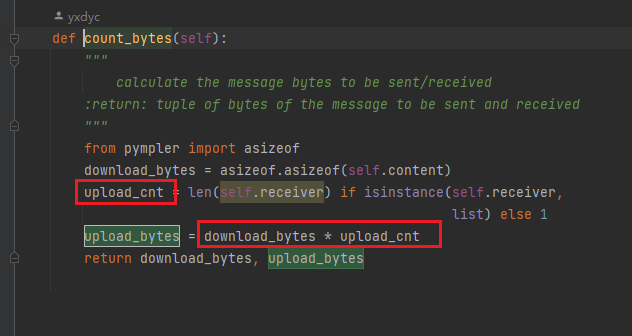 yxdyc
def count_bytes(self):
"""
calculate the message bytes to be sent/received
:return: tuple of bytes of the message to be sent and received
"""
from pympler import asizeof
download_bytes = asizeof.asizeof(self.content)
upload_cnt = len(self.receiver) if isinstance(self.receiver,
list) else 1
upload_bytes = download_bytes * upload_cnt
return download_bytes, upload_bytes